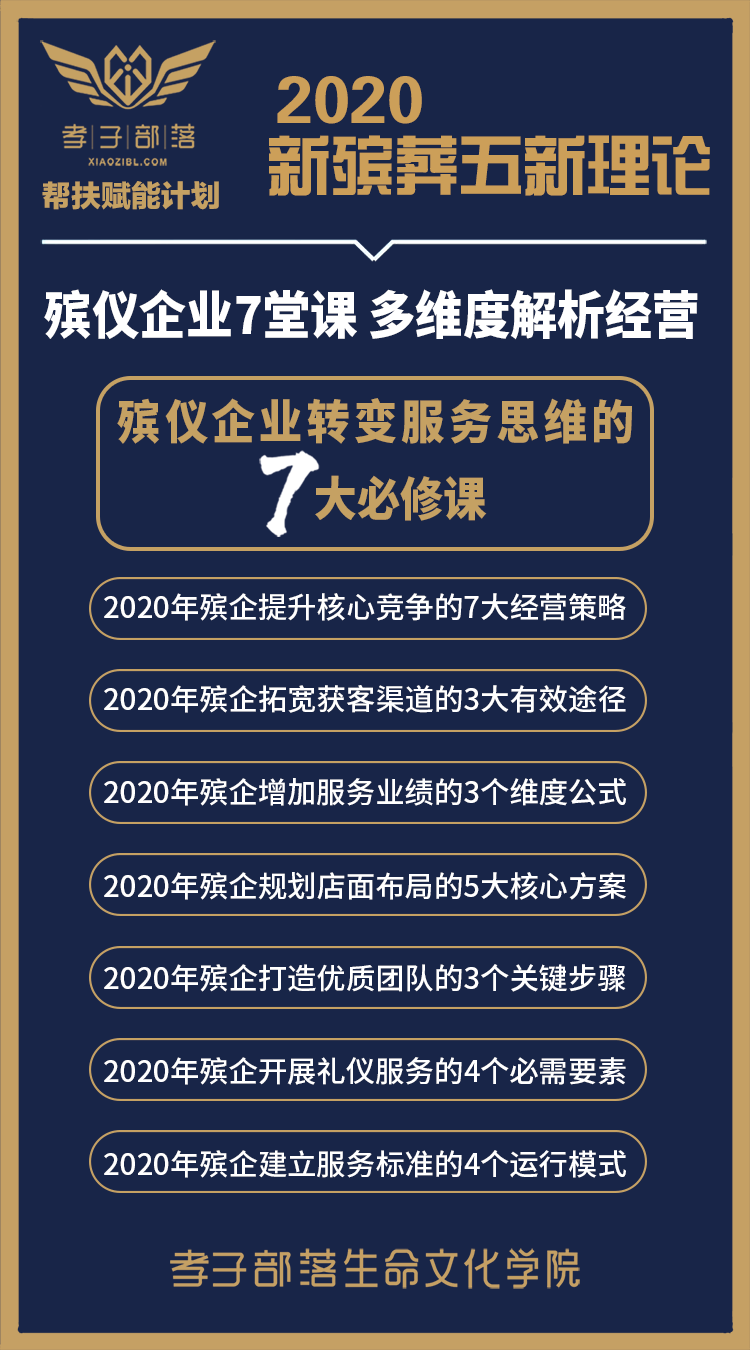 孝子部落
XIAOZIBL.COM
帮扶赋能计划
2020
新殡葬五新理论
殡仪企业7堂课 多维度解析经营
殡仪企业转变服务思维的
7大必修课
2020年殡企提升核心竞争的7大经营策略
2020年殡企拓宽获客渠道的3大有效途径
2020年殡企增加服务业绩的3个维度公式
2020年殡企规划店面布局的5大核心方案
2020年殡企打造优质团队的3个关键步骤
2020年殡企开展礼仪服务的4个必需要素
2020年殡企建立服务标准的4个运行模式
孝子部落生命文化学院